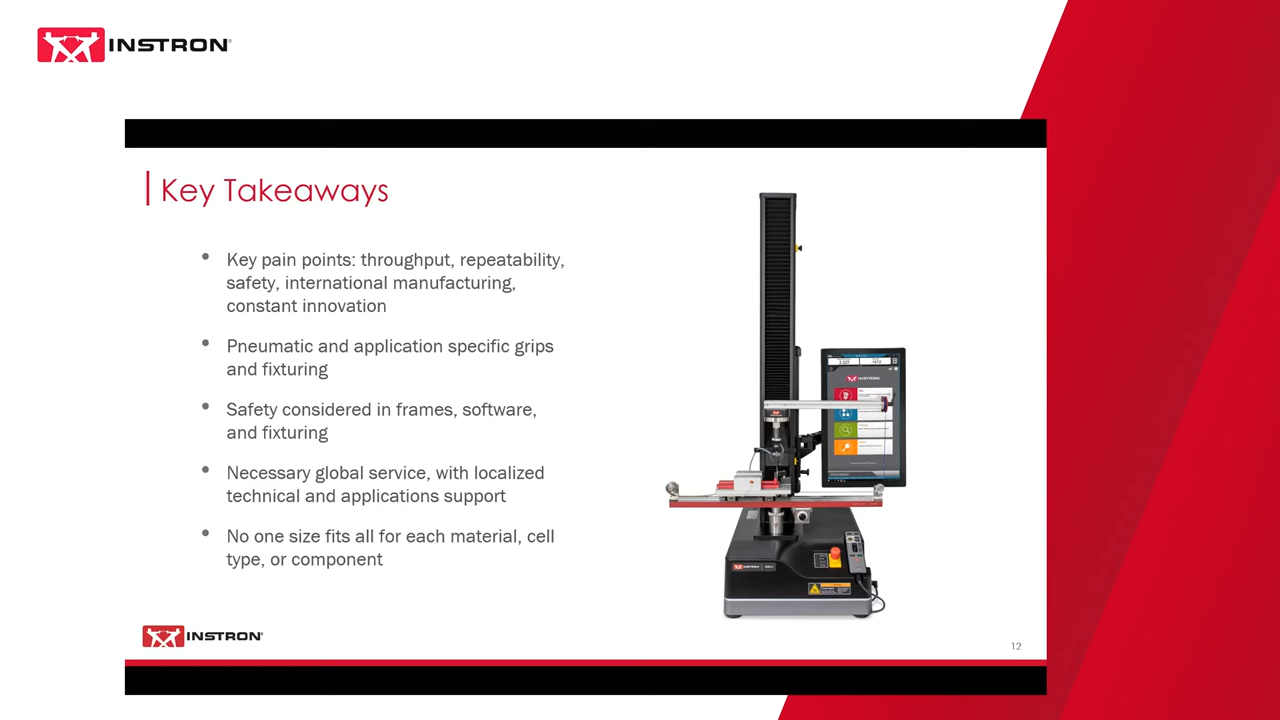 INSTRON
Key Takeaways
• Key pain points: throughput, repeatability,
safety, international manufacturing,
constant innovation
• Pneumatic and application specific grips
and fixturing
• Safety considered in frames, software,
and fixturing
• Necessary global service, with localized
technical and applications support
• No one size fits all for each material, cell
type, or component
INSTRON
INSTRON
INSTRON
12